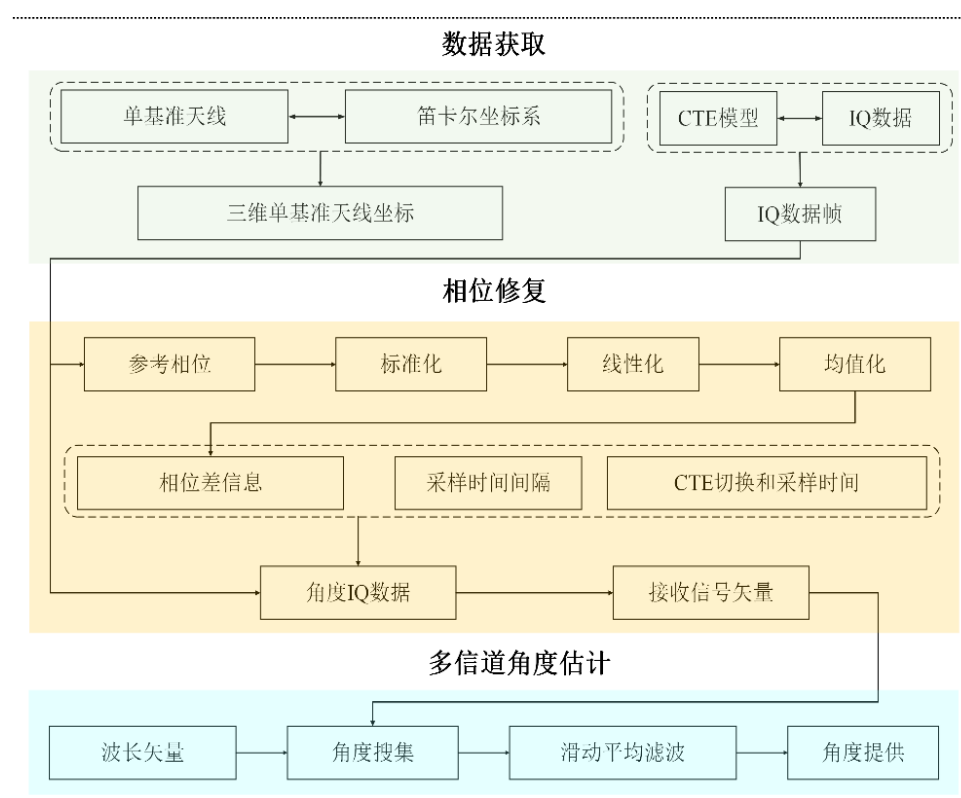 数据获取
单基准天线
笛卡尔坐标系
CTE模型
IQ数据
三维单基准天线坐标
IQ数据帧
相位修复
参考相位
标准化
线性化
均值化
相位差信息
采样时间间隔
CTE切换和采样时间
角度IQ数据
接收信号矢量
多信道角度估计
波长矢量
角度搜集
滑动平均滤波
角度提供